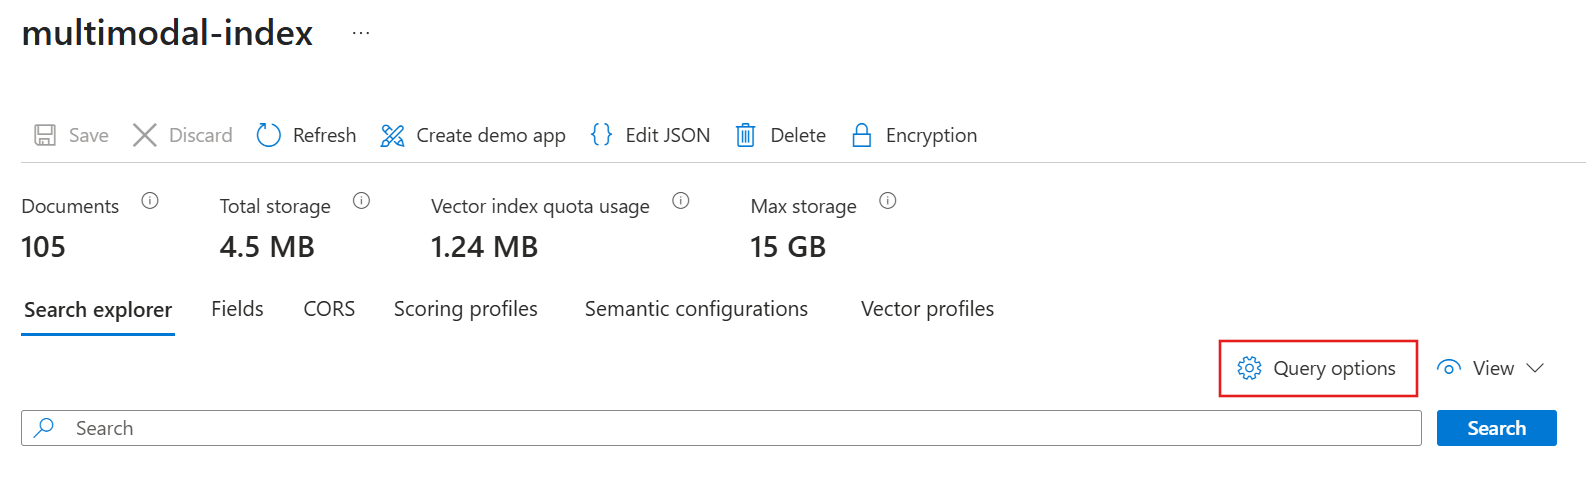 multimodal-index ...
Save Discard Refresh Create demo app {} Edit JSON Delete Encryption
Documents Total storage Vector index quota usage Max storage
105 4.5 MB 1.24 MB 15 GB
Search explorer Fields CORS Scoring profiles Semantic configurations Vector profiles
Query options View
Search Search